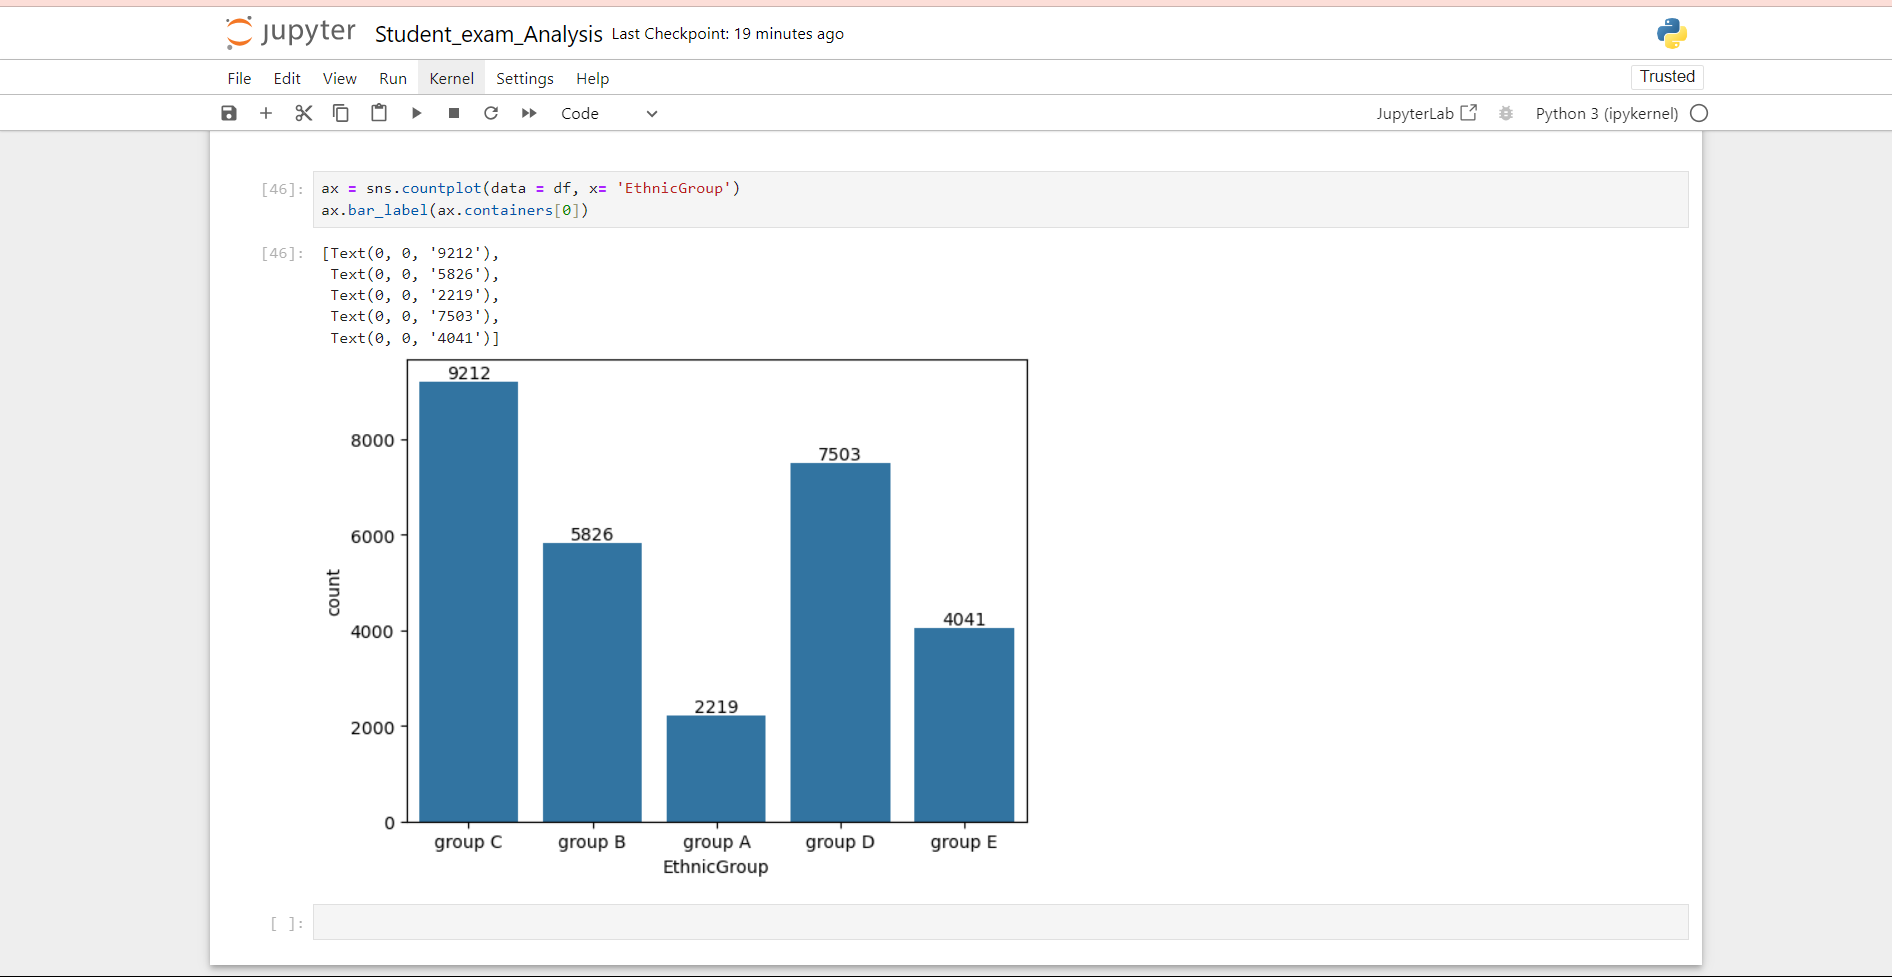 jupyter Student_exam_Analysis Last Checkpoint: 19 minutes ago
File Edit View Run Kernel Settings Help Trusted
Code JupyterLab Python 3 (ipykernel)
[46]: ax = sns.countplot(data = df, x= 'EthnicGroup')
ax.bar_label(ax.containers[0])
[46]: [Text(0, 0, '9212'),
Text(0, 0, '5826'),
Text(0, 0, '2219'),
Text(0, 0, '7503'),
Text(0, 0, '4041')]
9212
8000
7503
6000
5826
count
4000
4041
2000
2219
0
group C group B group A group D group E
EthnicGroup
[ ]: